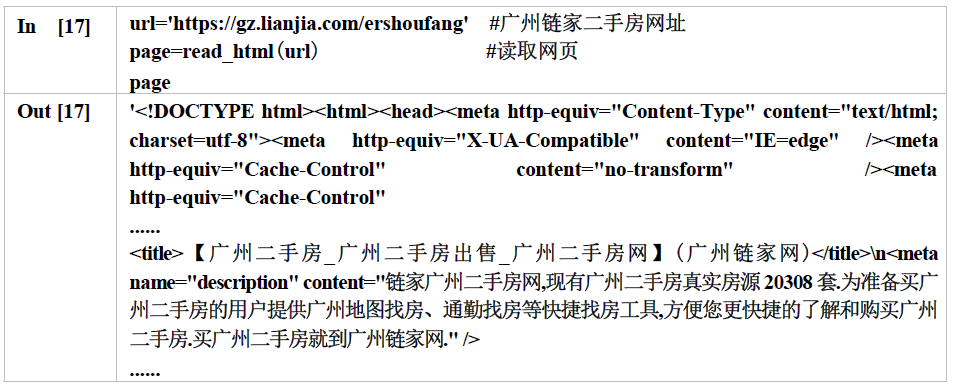 In [17] url='https://gz.lianjia.com/ershoufang' #广州链家二手房网址
page=read_html(url) #读取网页
page
Out [17] '<!DOCTYPE html><html><head><meta http-equiv="Content-Type" content="text/html;
charset=utf-8"><meta http-equiv="X-UA-Compatible" content="IE=edge" /><meta
http-equiv="Cache-Control" content="no-transform" /><meta
http-equiv="Cache-Control"
......
<title>【广州二手房_广州二手房出售_广州二手房网】(广州链家网)</title>\n<meta
name="description" content="链家广州二手房网,现有广州二手房真实房源 20308 套.为准备买广
州二手房的用户提供广州地图找房、通勤找房等快捷找房工具,方便您更快捷的了解和购买广州
二手房.买广州二手房就到广州链家网." />
......